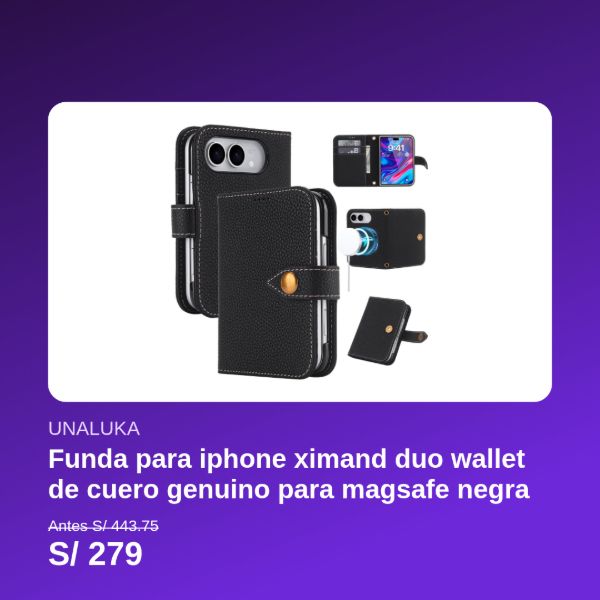 9:41
UNALUKA
Funda para iphone ximand duo wallet
de cuero genuino para magsafe negra
Antes S/ 443.75
S/ 279